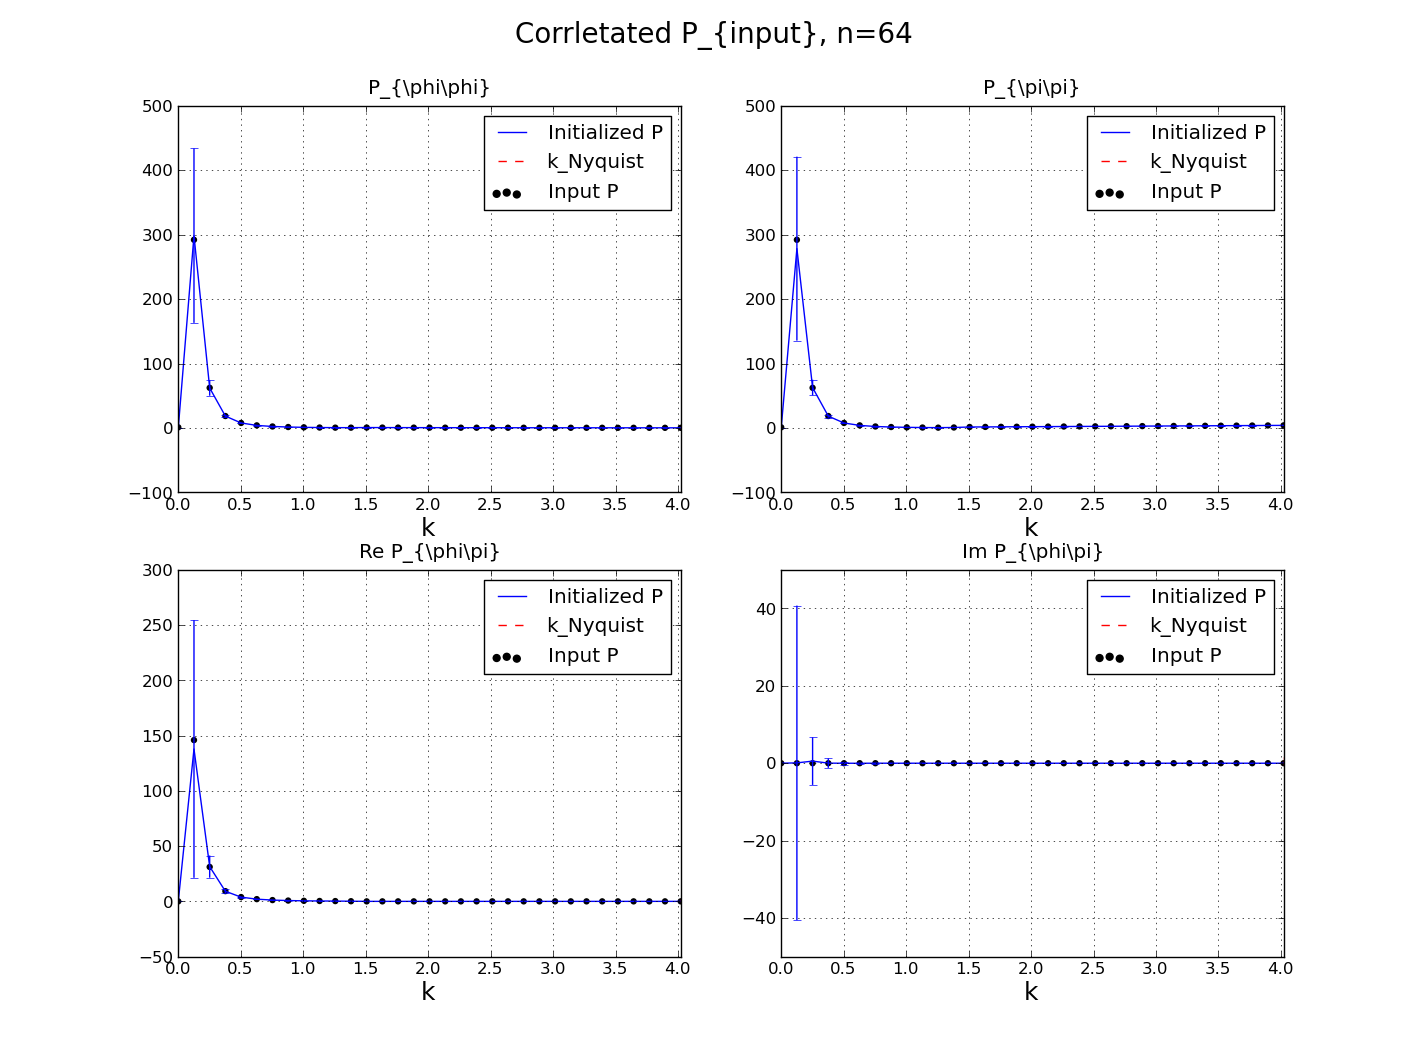 Corrletated P_{input}, n=64
P_{\phi\phi}
500
400
300
200
100
0
−100
0.0 0.5 1.0 1.5 2.0 2.5 3.0 3.5 4.0
k
Initialized P
k_Nyquist
Input P
P_{\pi\pi}
500
400
300
200
100
0
−100
0.0 0.5 1.0 1.5 2.0 2.5 3.0 3.5 4.0
k
Initialized P
k_Nyquist
Input P
Re P_{\phi\pi}
300
250
200
150
100
50
0
−50
0.0 0.5 1.0 1.5 2.0 2.5 3.0 3.5 4.0
k
Initialized P
k_Nyquist
Input P
Im P_{\phi\pi}
40
20
0
−20
−40
0.0 0.5 1.0 1.5 2.0 2.5 3.0 3.5 4.0
k
Initialized P
k_Nyquist
Input P